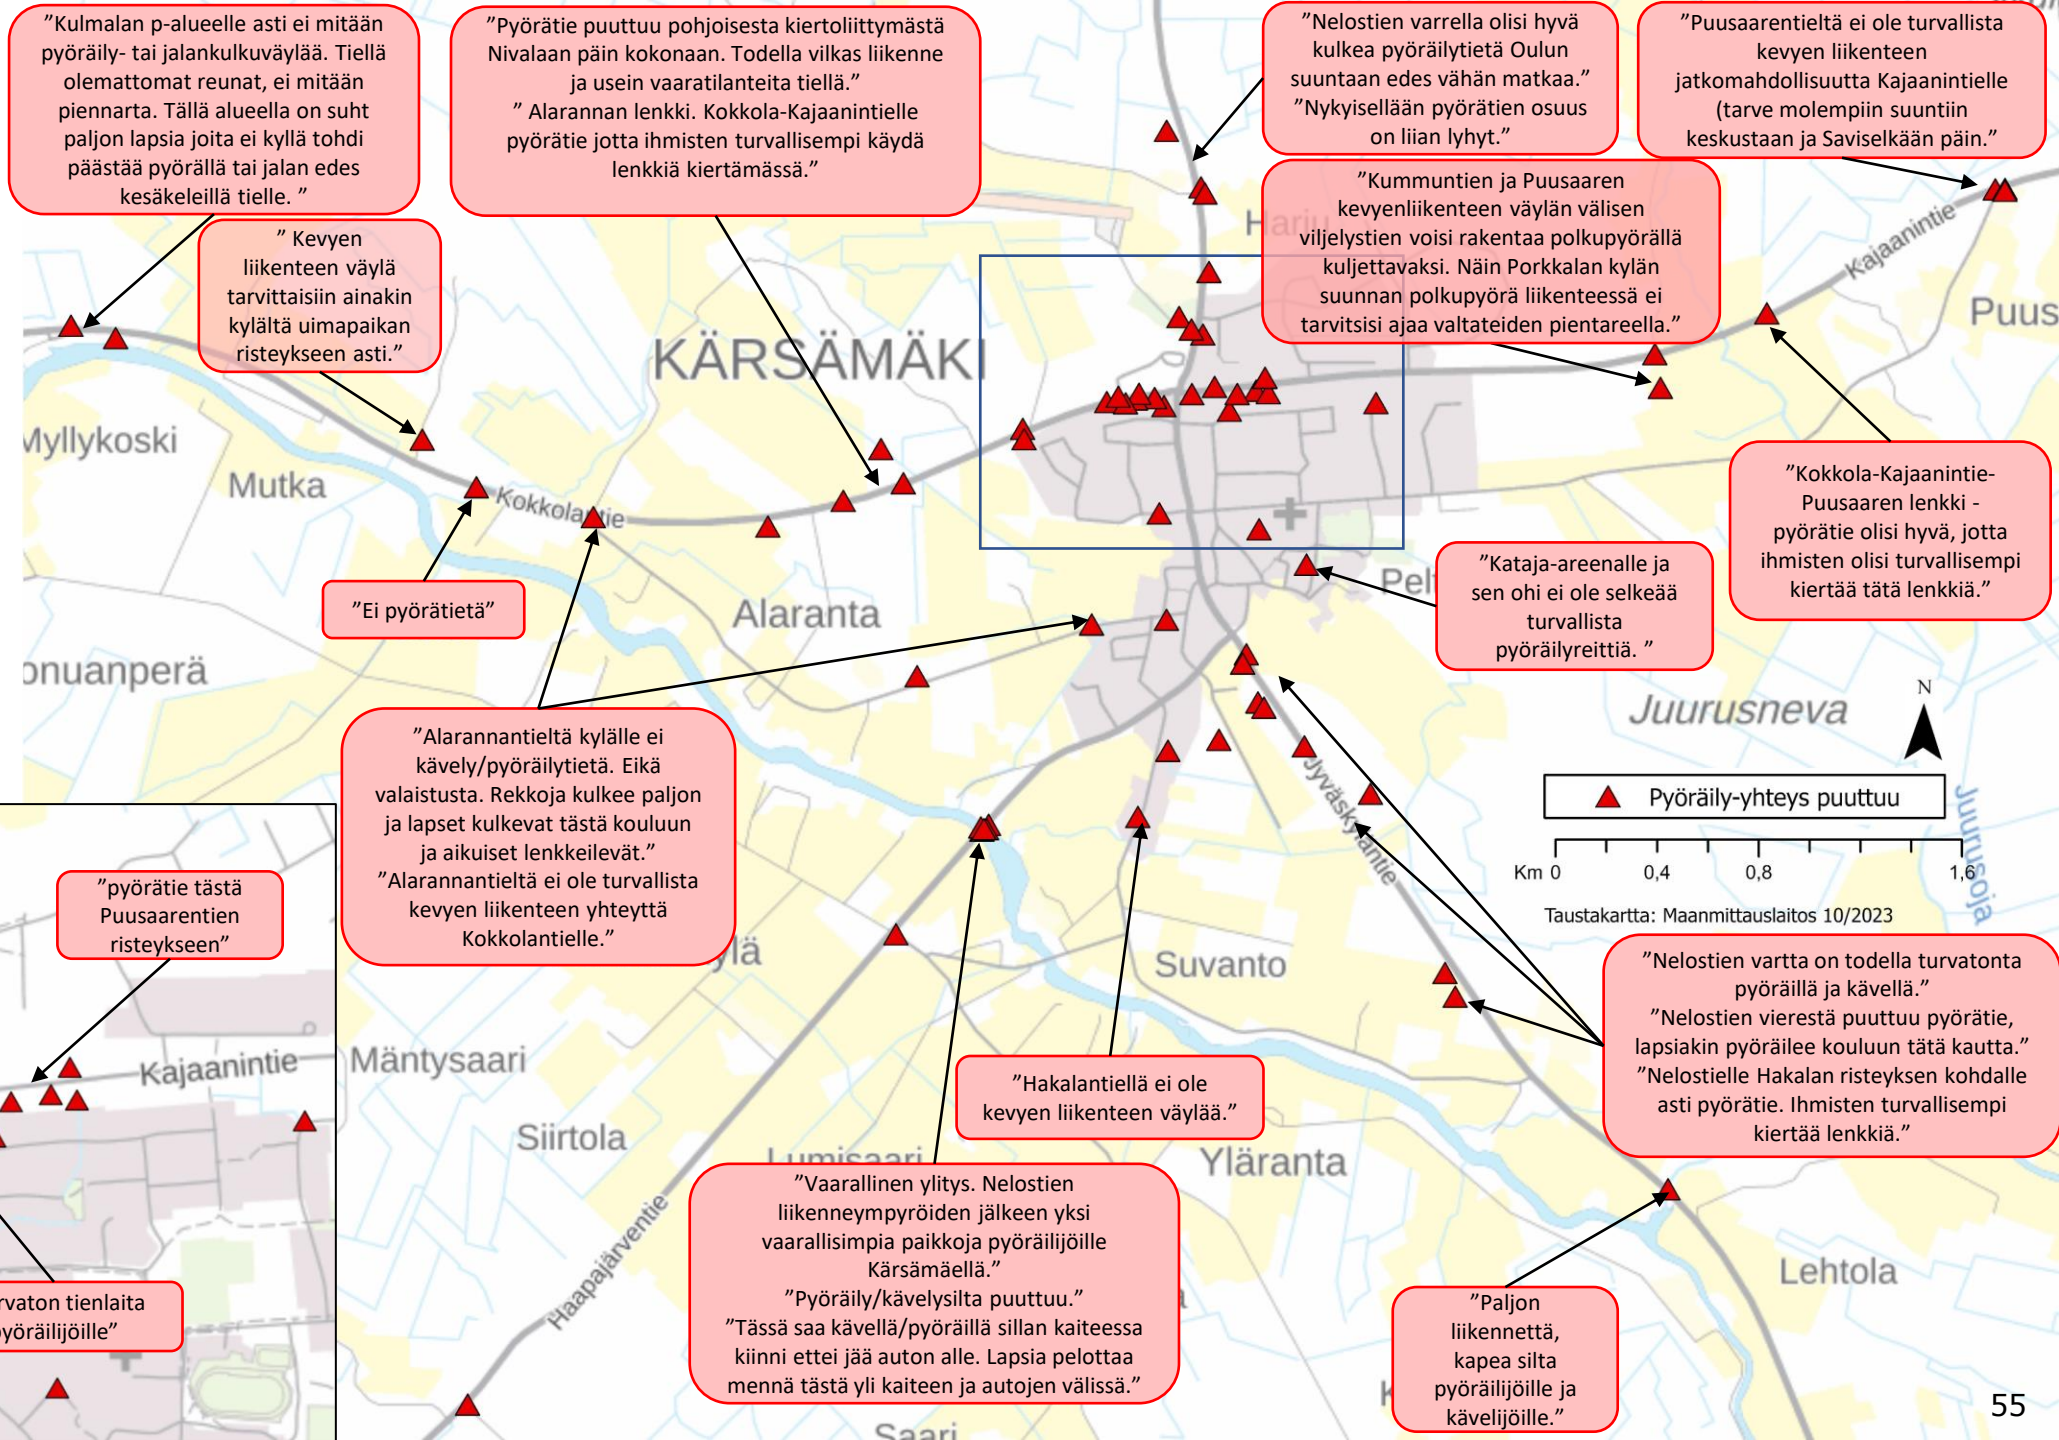 ”Kulmalan p-alueelle asti ei mitään
pyöräily- tai jalankulkuväylää. Tiellä
olemattomat reunat, ei mitään
piennarta. Tällä alueella on suht
paljon lapsia joita ei kyllä tohdi
päästää pyörällä tai jalan edes
kesäkeleillä tielle. ”
”Pyörätie puuttuu pohjoisesta kiertoliittymästä
Nivalaan päin kokonaan. Todella vilkas liikenne
ja usein vaaratilanteita tiellä.”
” Alarannan lenkki. Kokkola-Kajaanintielle
pyörätie jotta ihmisten turvallisempi käydä
lenkkiä kiertämässä.”
”Nelostien varrella olisi hyvä
kulkea pyöräilytietä Oulun
suuntaan edes vähän matkaa.”
”Nykyisellään pyörätien osuus
on liian lyhyt.”
”Puusaarentieltä ei ole turvallista
kevyen liikenteen
jatkomahdollisuutta Kajaanintielle
(tarve molempiin suuntiin
keskustaan ja Saviselkään päin.”
” Kevyen
liikenteen väylä
tarvittaisiin ainakin
kylältä uimapaikan
risteykseen asti.”
Harju
”Kummuntien ja Puusaaren
kevyenliikenteen väylän välisen
viljelystien voisi rakentaa polkupyörällä
kuljettavaksi. Näin Porkkalan kylän
suunnan polkupyörä liikenteessä ei
tarvitsisi ajaa valtateiden pientareella.”
Kajaanintie
Puus
KÄRSÄMÄKI
Myllykoski
Mutka
Kokkolantie
”Kokkola-Kajaanintie-
Puusaaren lenkki -
pyörätie olisi hyvä, jotta
ihmisten olisi turvallisempi
kiertää tätä lenkkiä.”
”Ei pyörätietä”
Alaranta
Pelt
”Kataja-areenalle ja
sen ohi ei ole selkeää
turvallista
pyöräilyreittiä. ”
onuanperä
Juurusneva
N
”Alarannantieltä kylälle ei
kävely/pyöräilytietä. Eikä
valaistusta. Rekkoja kulkee paljon
ja lapset kulkevat tästä kouluun
ja aikuiset lenkkeilevät.”
”Alarannantieltä ei ole turvallista
kevyen liikenteen yhteyttä
Kokkolantielle.”
Jyväskyläntie
Pyöräily-yhteys puuttuu
Juurusoja
Km 0 0,4 0,8 1,6
Taustakartta: Maanmittauslaitos 10/2023
”pyörätie tästä
Puusaarentien
risteykseen”
ylä
Suvanto
”Nelostien vartta on todella turvatonta
pyöräillä ja kävellä.”
”Nelostien vierestä puuttuu pyörätie,
lapsiakin pyöräilee kouluun tätä kautta.”
”Nelostielle Hakalan risteyksen kohdalle
asti pyörätie. Ihmisten turvallisempi
kiertää lenkkiä.”
Kajaanintie
Mäntysaari
”Hakalantiellä ei ole
kevyen liikenteen väylää.”
Siirtola
Lumisaari
Yläranta
”Vaarallinen ylitys. Nelostien
liikenneympyröiden jälkeen yksi
vaarallisimpia paikkoja pyöräilijöille
Kärsämäellä.”
”Pyöräily/kävelysilta puuttuu.”
”Tässä saa kävellä/pyöräillä sillan kaiteessa
kiinni ettei jää auton alle. Lapsia pelottaa
mennä tästä yli kaiteen ja autojen välissä.”
Haapajärventie
Lehtola
rvaton tienlaita
yöräilijöille”
”Paljon
liikennettä,
kapea silta
pyöräilijöille ja
kävelijöille.”
Saari
55